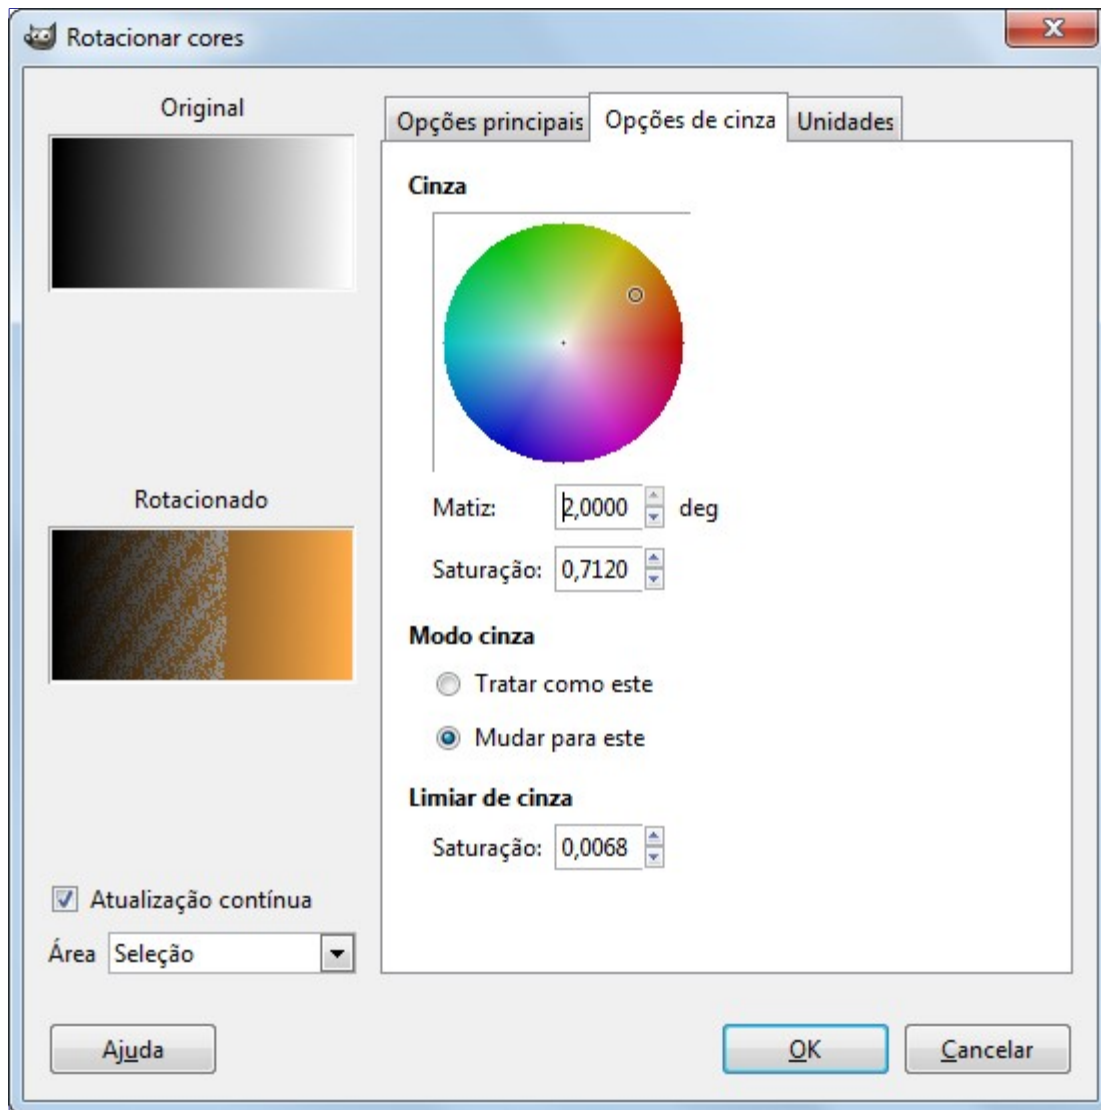 Rotacionar cores
Original
Opções principais Opções de cinza Unidades
Cinza
Rotacionado
Matiz: 2,0000 deg
Saturação: 0,7120
Modo cinza
Tratar como este
Mudar para este
Limiar de cinza
Saturação: 0,0068
Atualização contínua
Área Seleção
Ajuda OK Cancelar